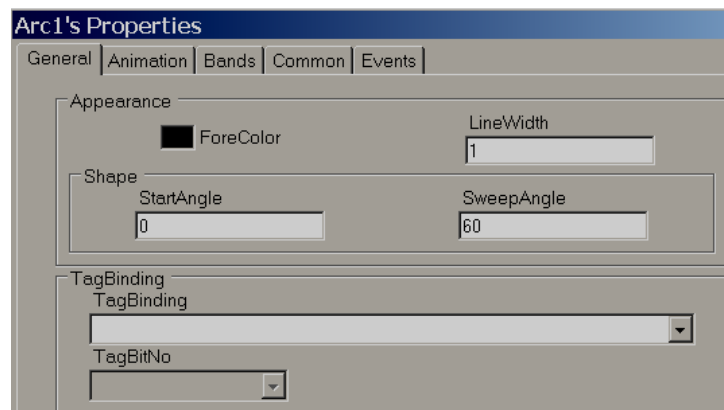 Arc1's Properties
General Animation Bands Common Events
Appearance
ForeColor
LineWidth
1
Shape
StartAngle
SweepAngle
0
60
TagBinding
TagBinding
TagBitNo